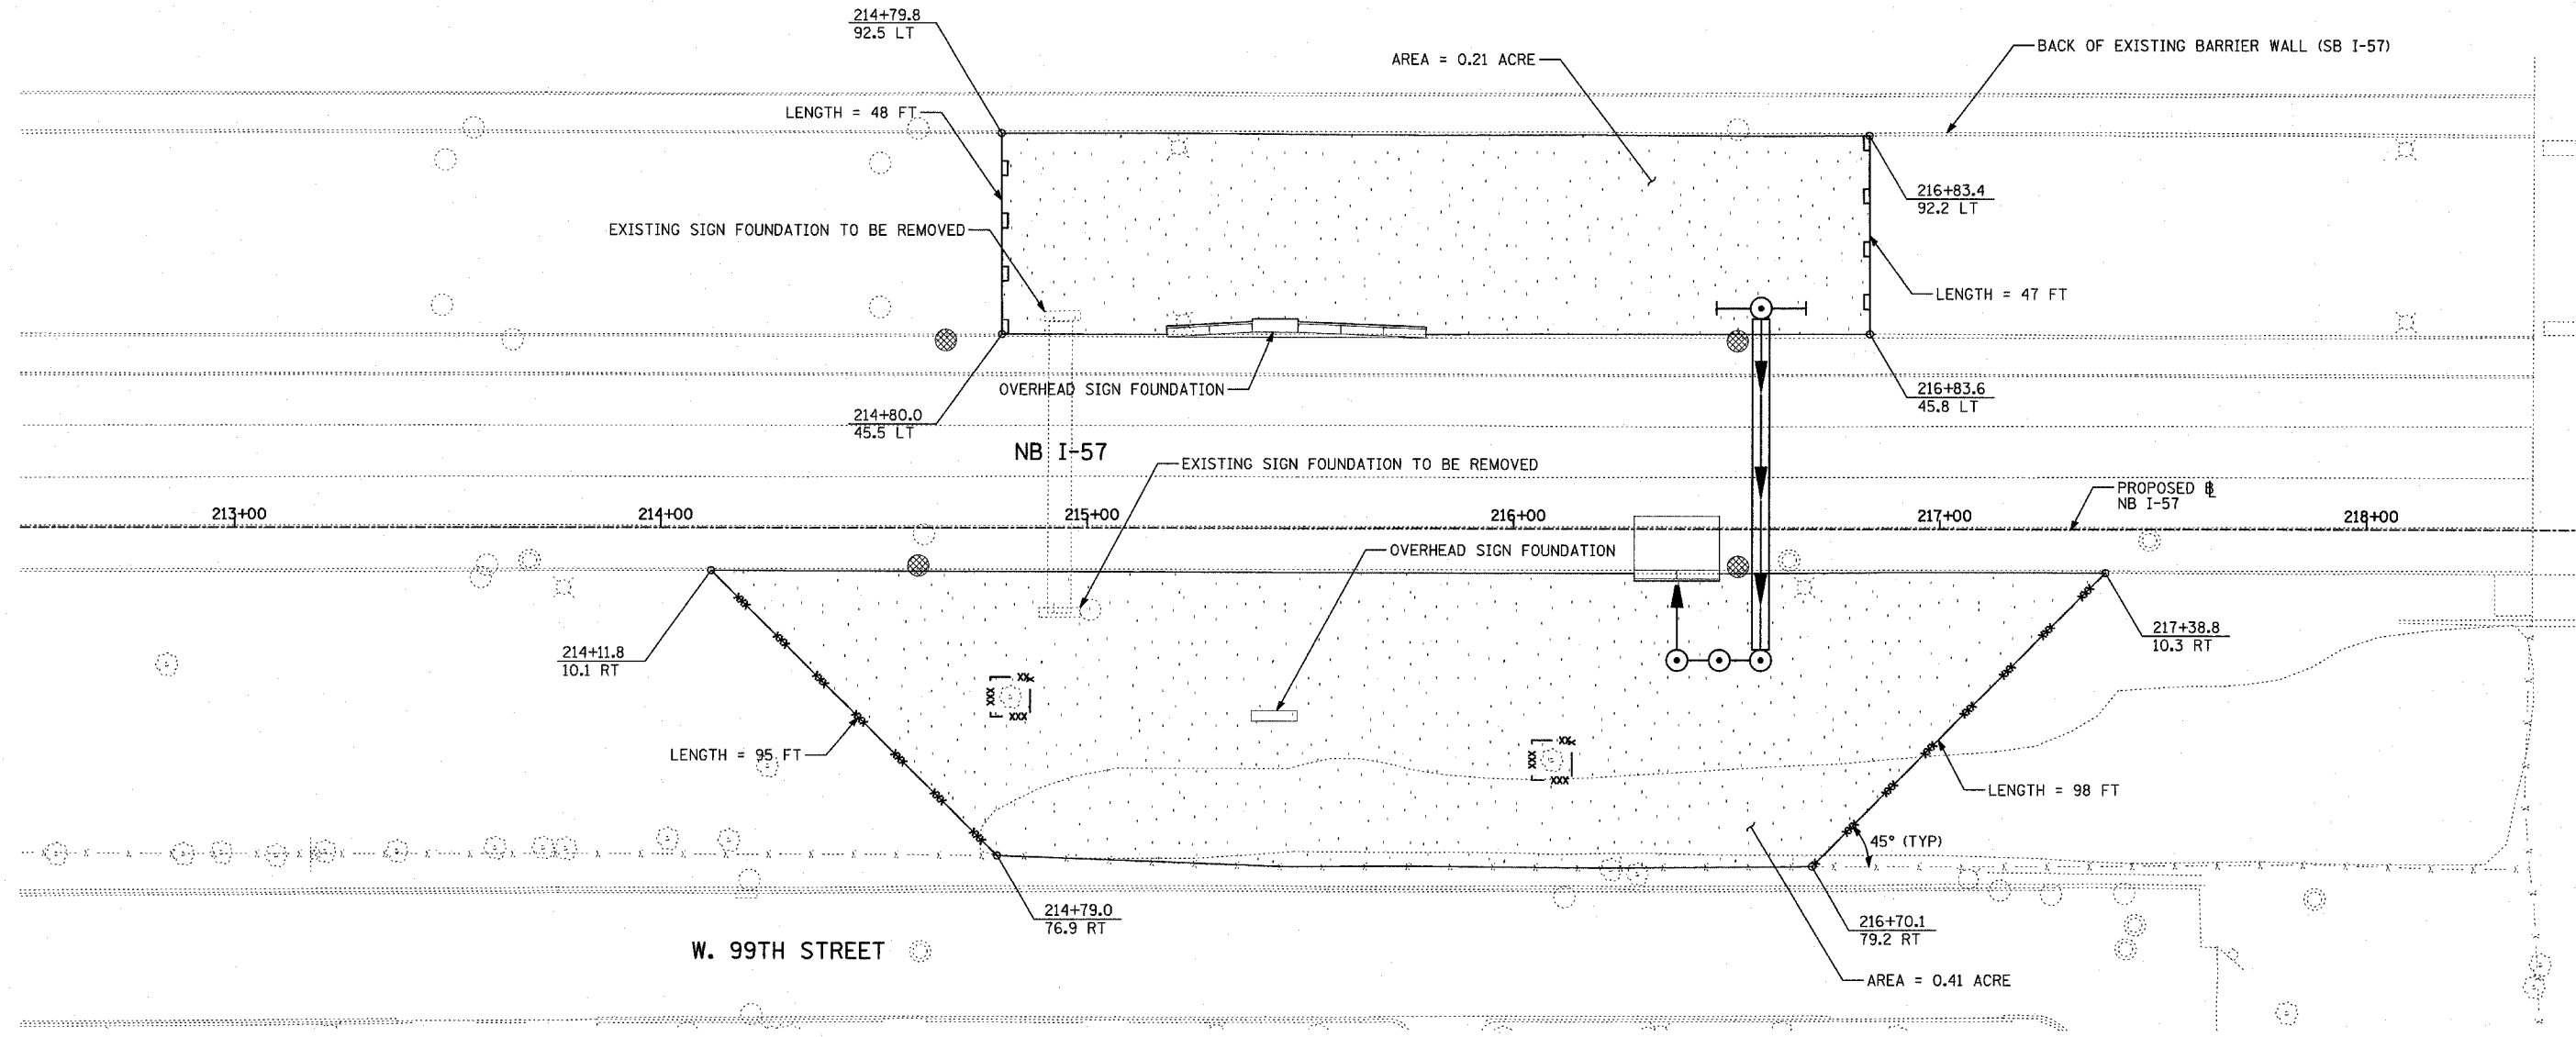 214+79.8
92.5 LT
AREA = 0.21 ACRE
BACK OF EXISTING BARRIER WALL (SB I-57)
LENGTH = 48 FT
216+83.4
92.2 LT
EXISTING SIGN FOUNDATION TO BE REMOVED
LENGTH = 47 FT
OVERHEAD SIGN FOUNDATION
216+83.6
45.8 LT
214+80.0
45.5 LT
NB I-57
EXISTING SIGN FOUNDATION TO BE REMOVED
PROPOSED ⅊
NB I-57
213+00
214+00
215+00
216+00
217+00
218+00
OVERHEAD SIGN FOUNDATION
214+11.8
10.1 RT
217+38.8
10.3 RT
LENGTH = 95 FT
LENGTH = 98 FT
45° (TYP)
214+79.0
76.9 RT
216+70.1
79.2 RT
W. 99TH STREET
AREA = 0.41 ACRE